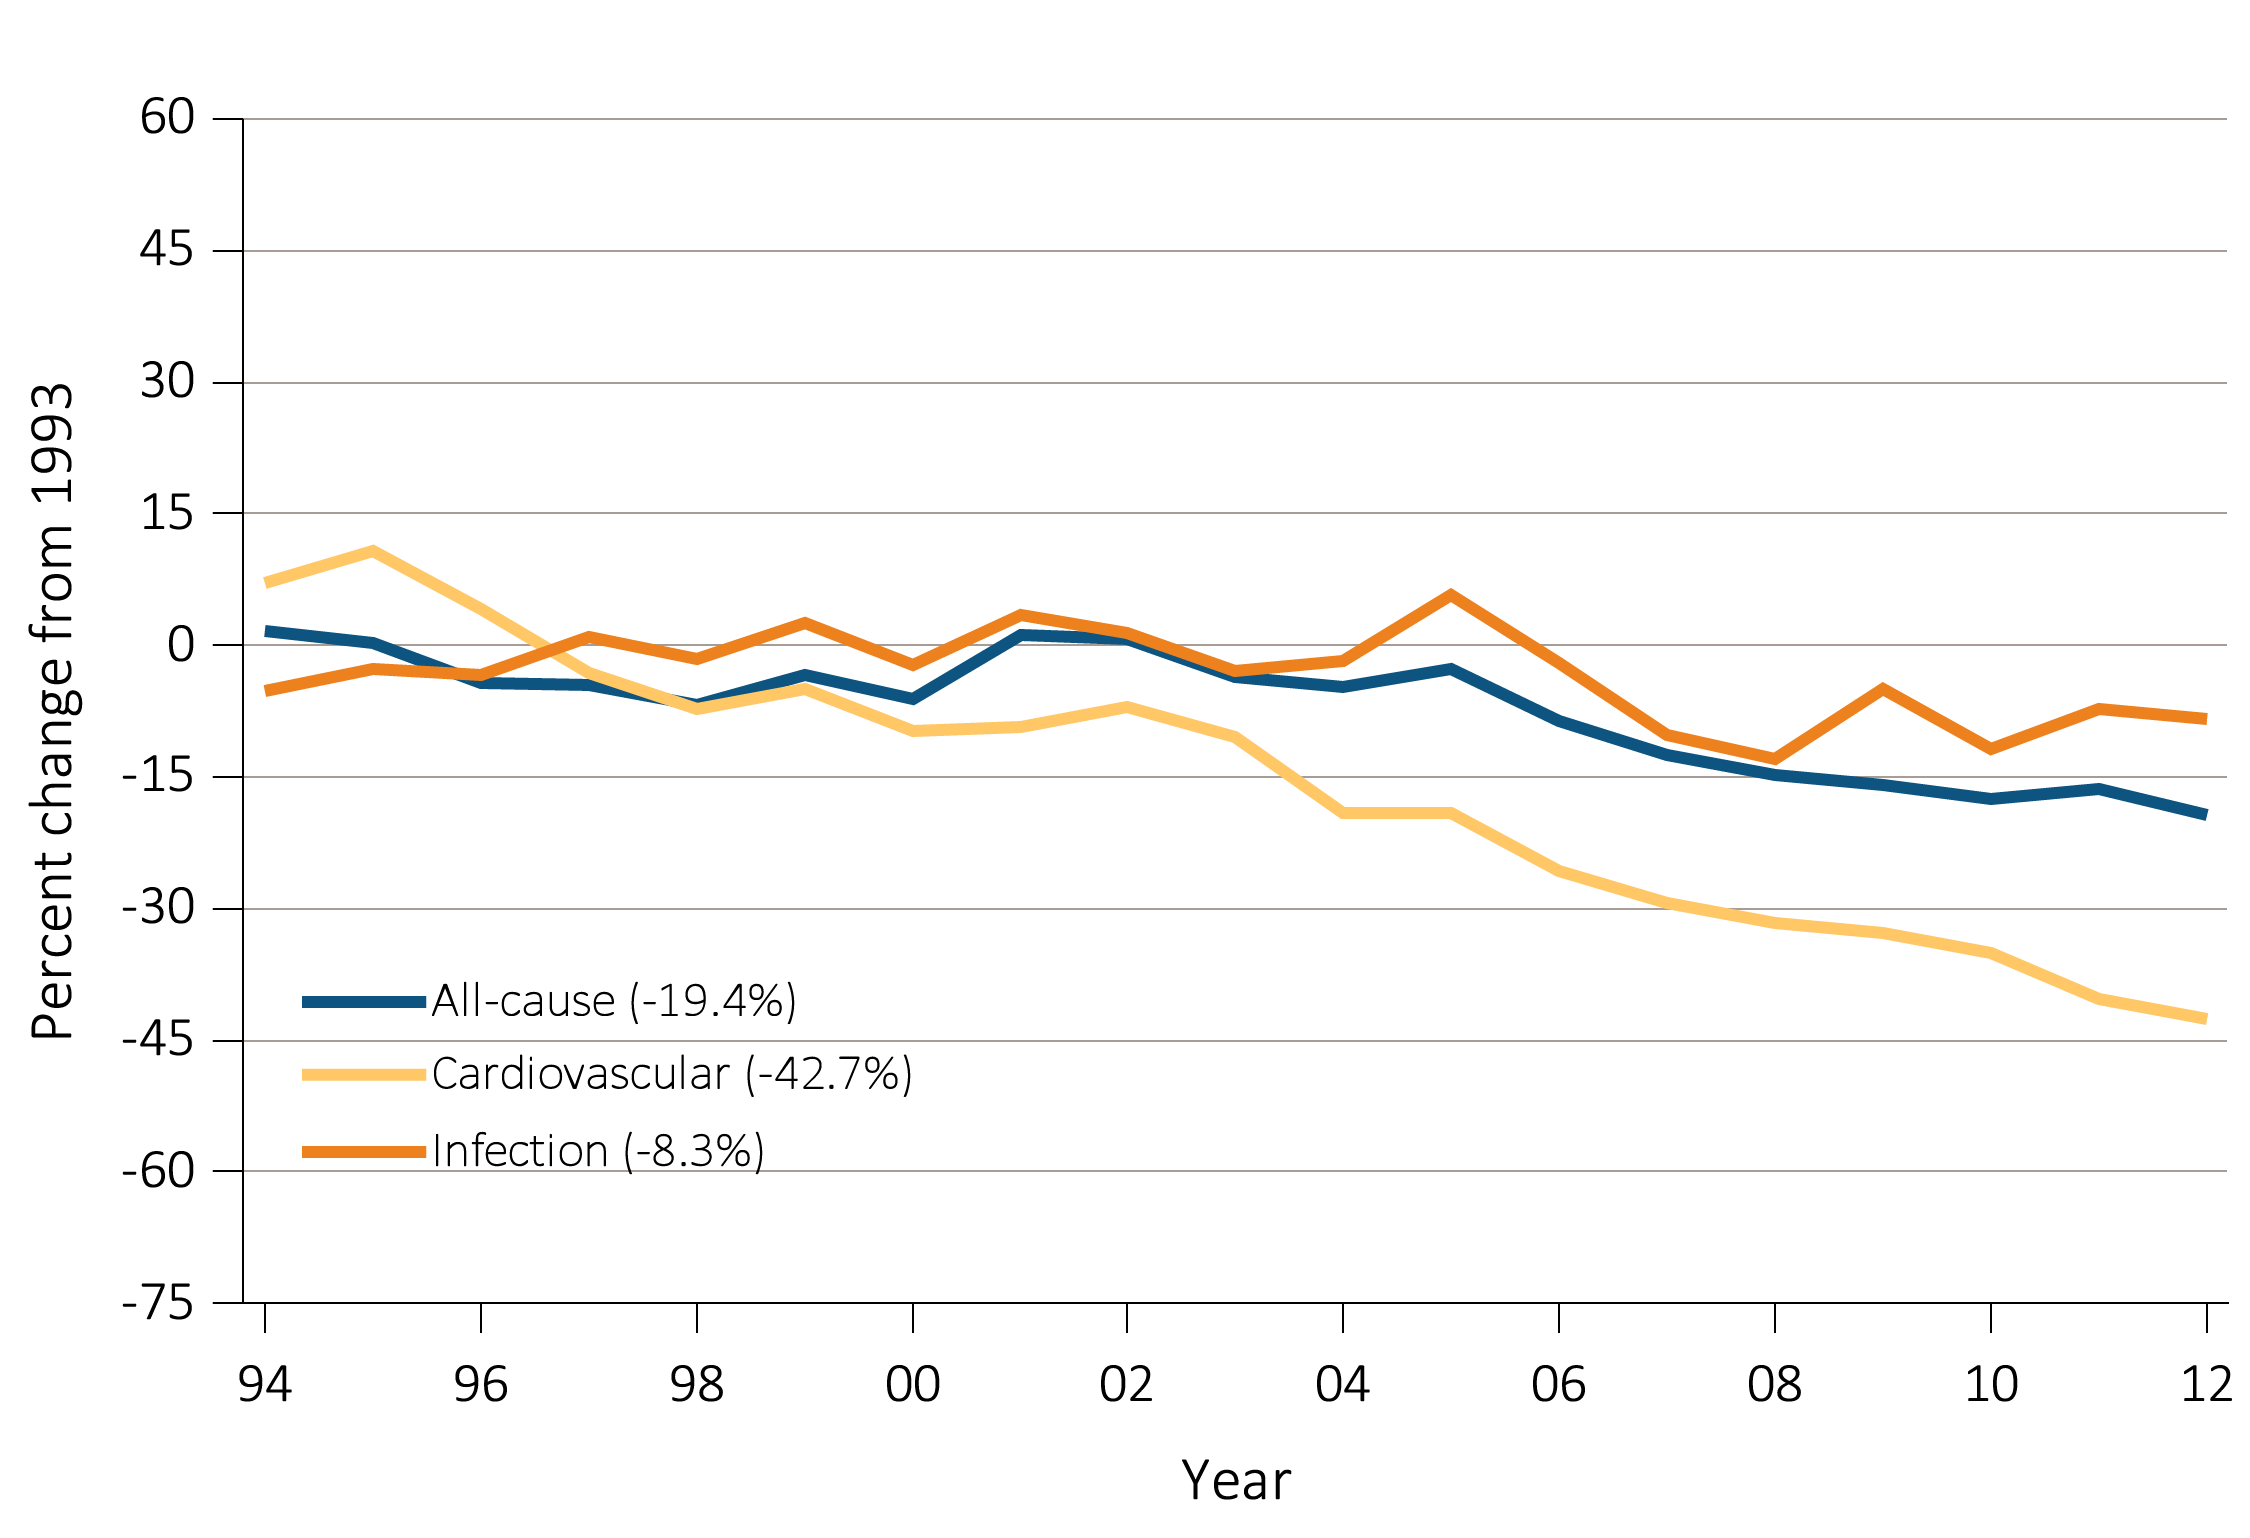 Percent change from 1993
60
45
30
15
0
-15
-30
-45
-60
-75
All-cause (-19.4%)
Cardiovascular (-42.7%)
Infection (-8.3%)
94 96 98 00 02 04 06 08 10 12
Year